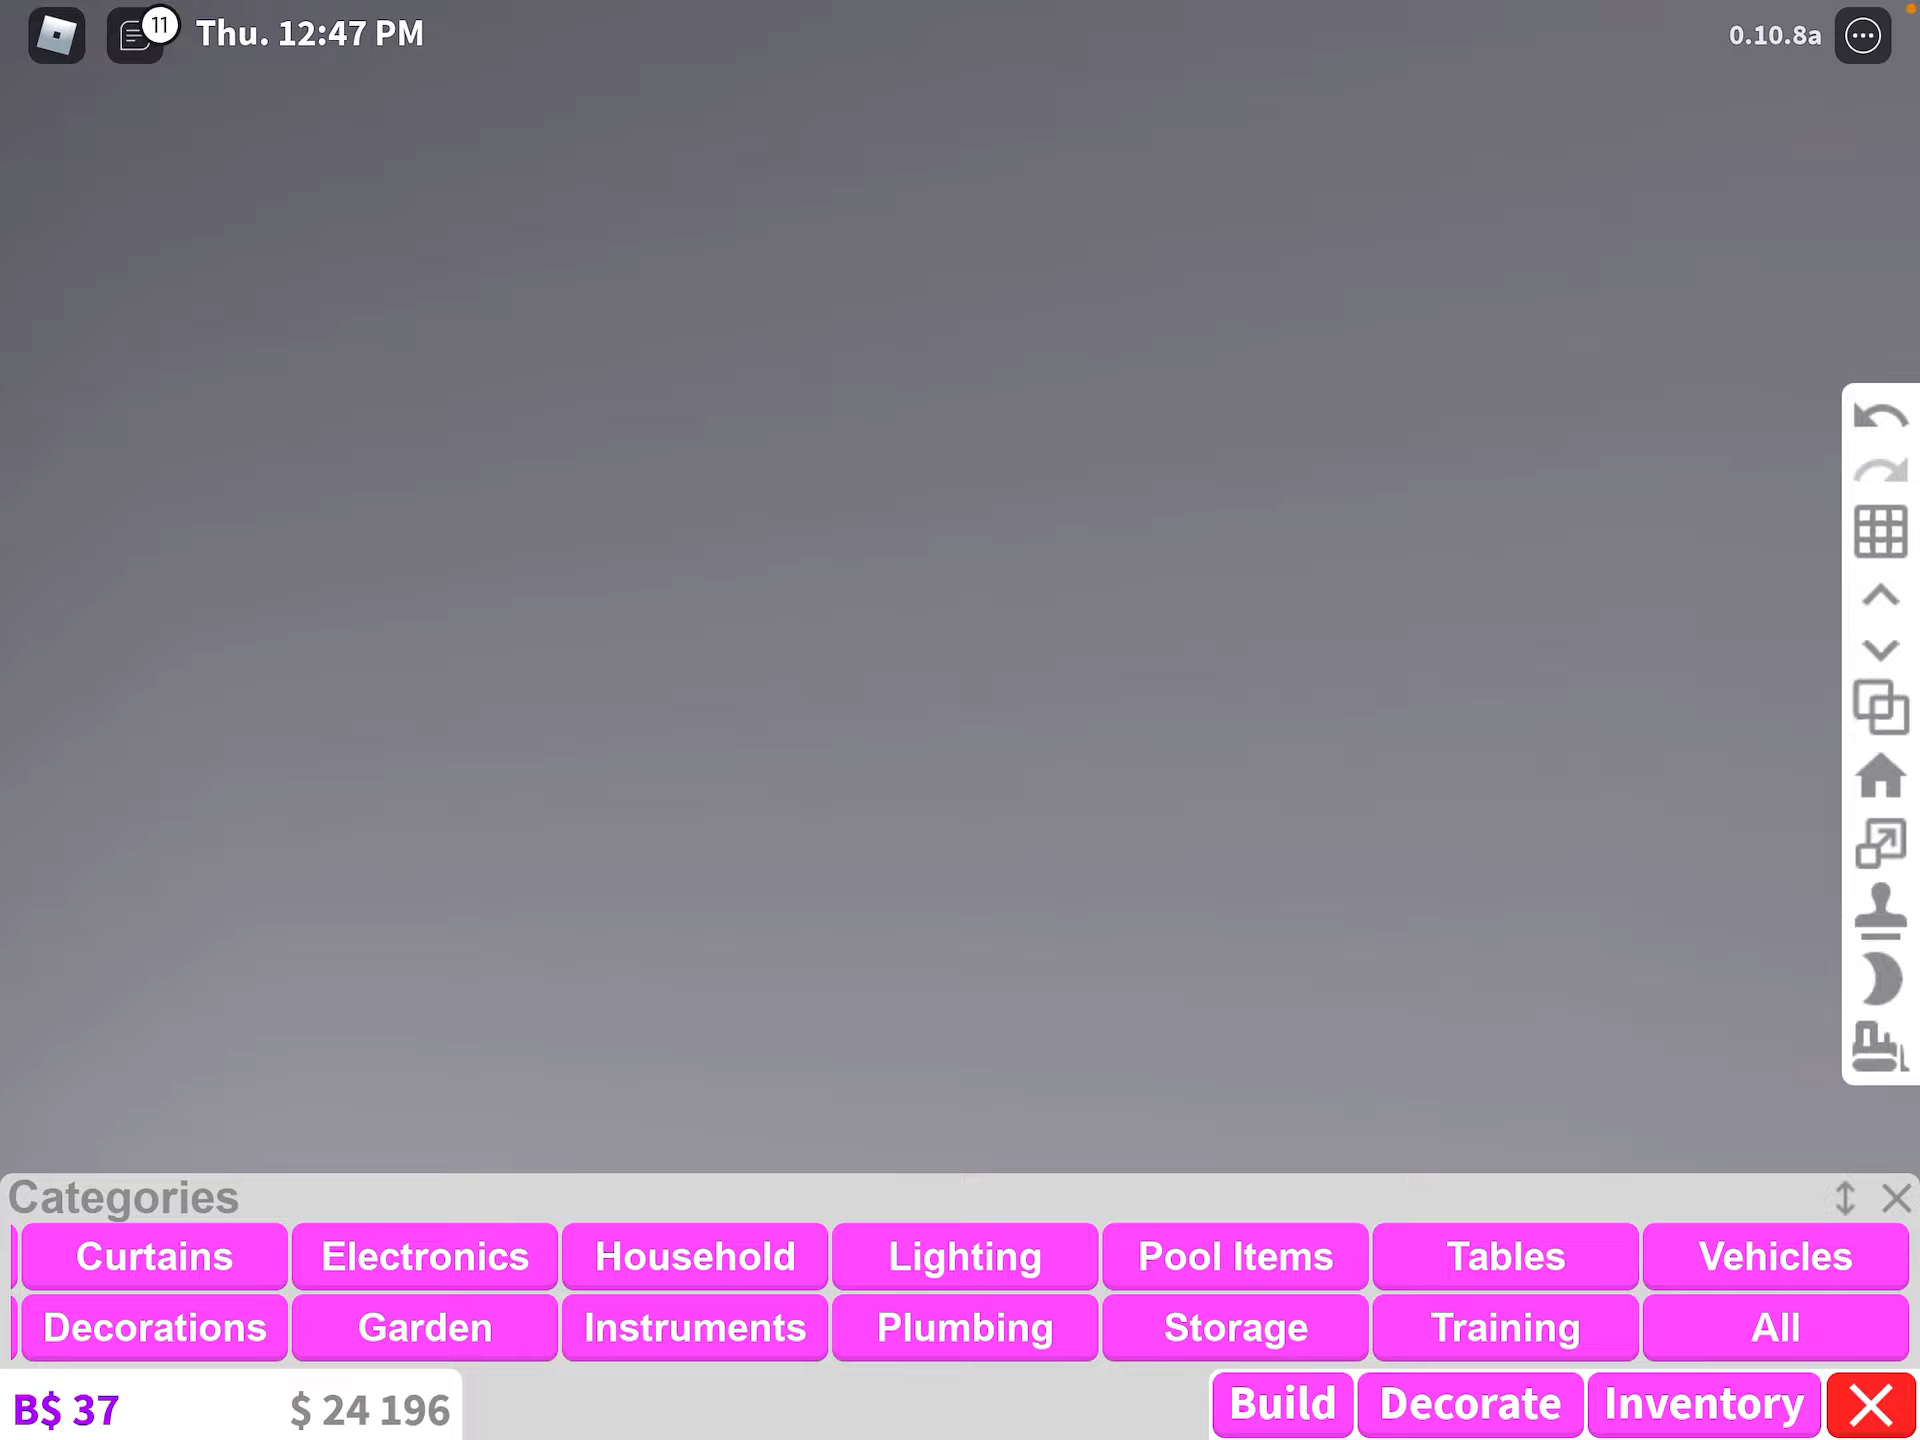 11 Thu. 12:47 PM 0.10.8a
Categories
Curtains Electronics Household Lighting Pool Items Tables Vehicles
Decorations Garden Instruments Plumbing Storage Training All
B$ 37 $ 24 196 Build Decorate Inventory